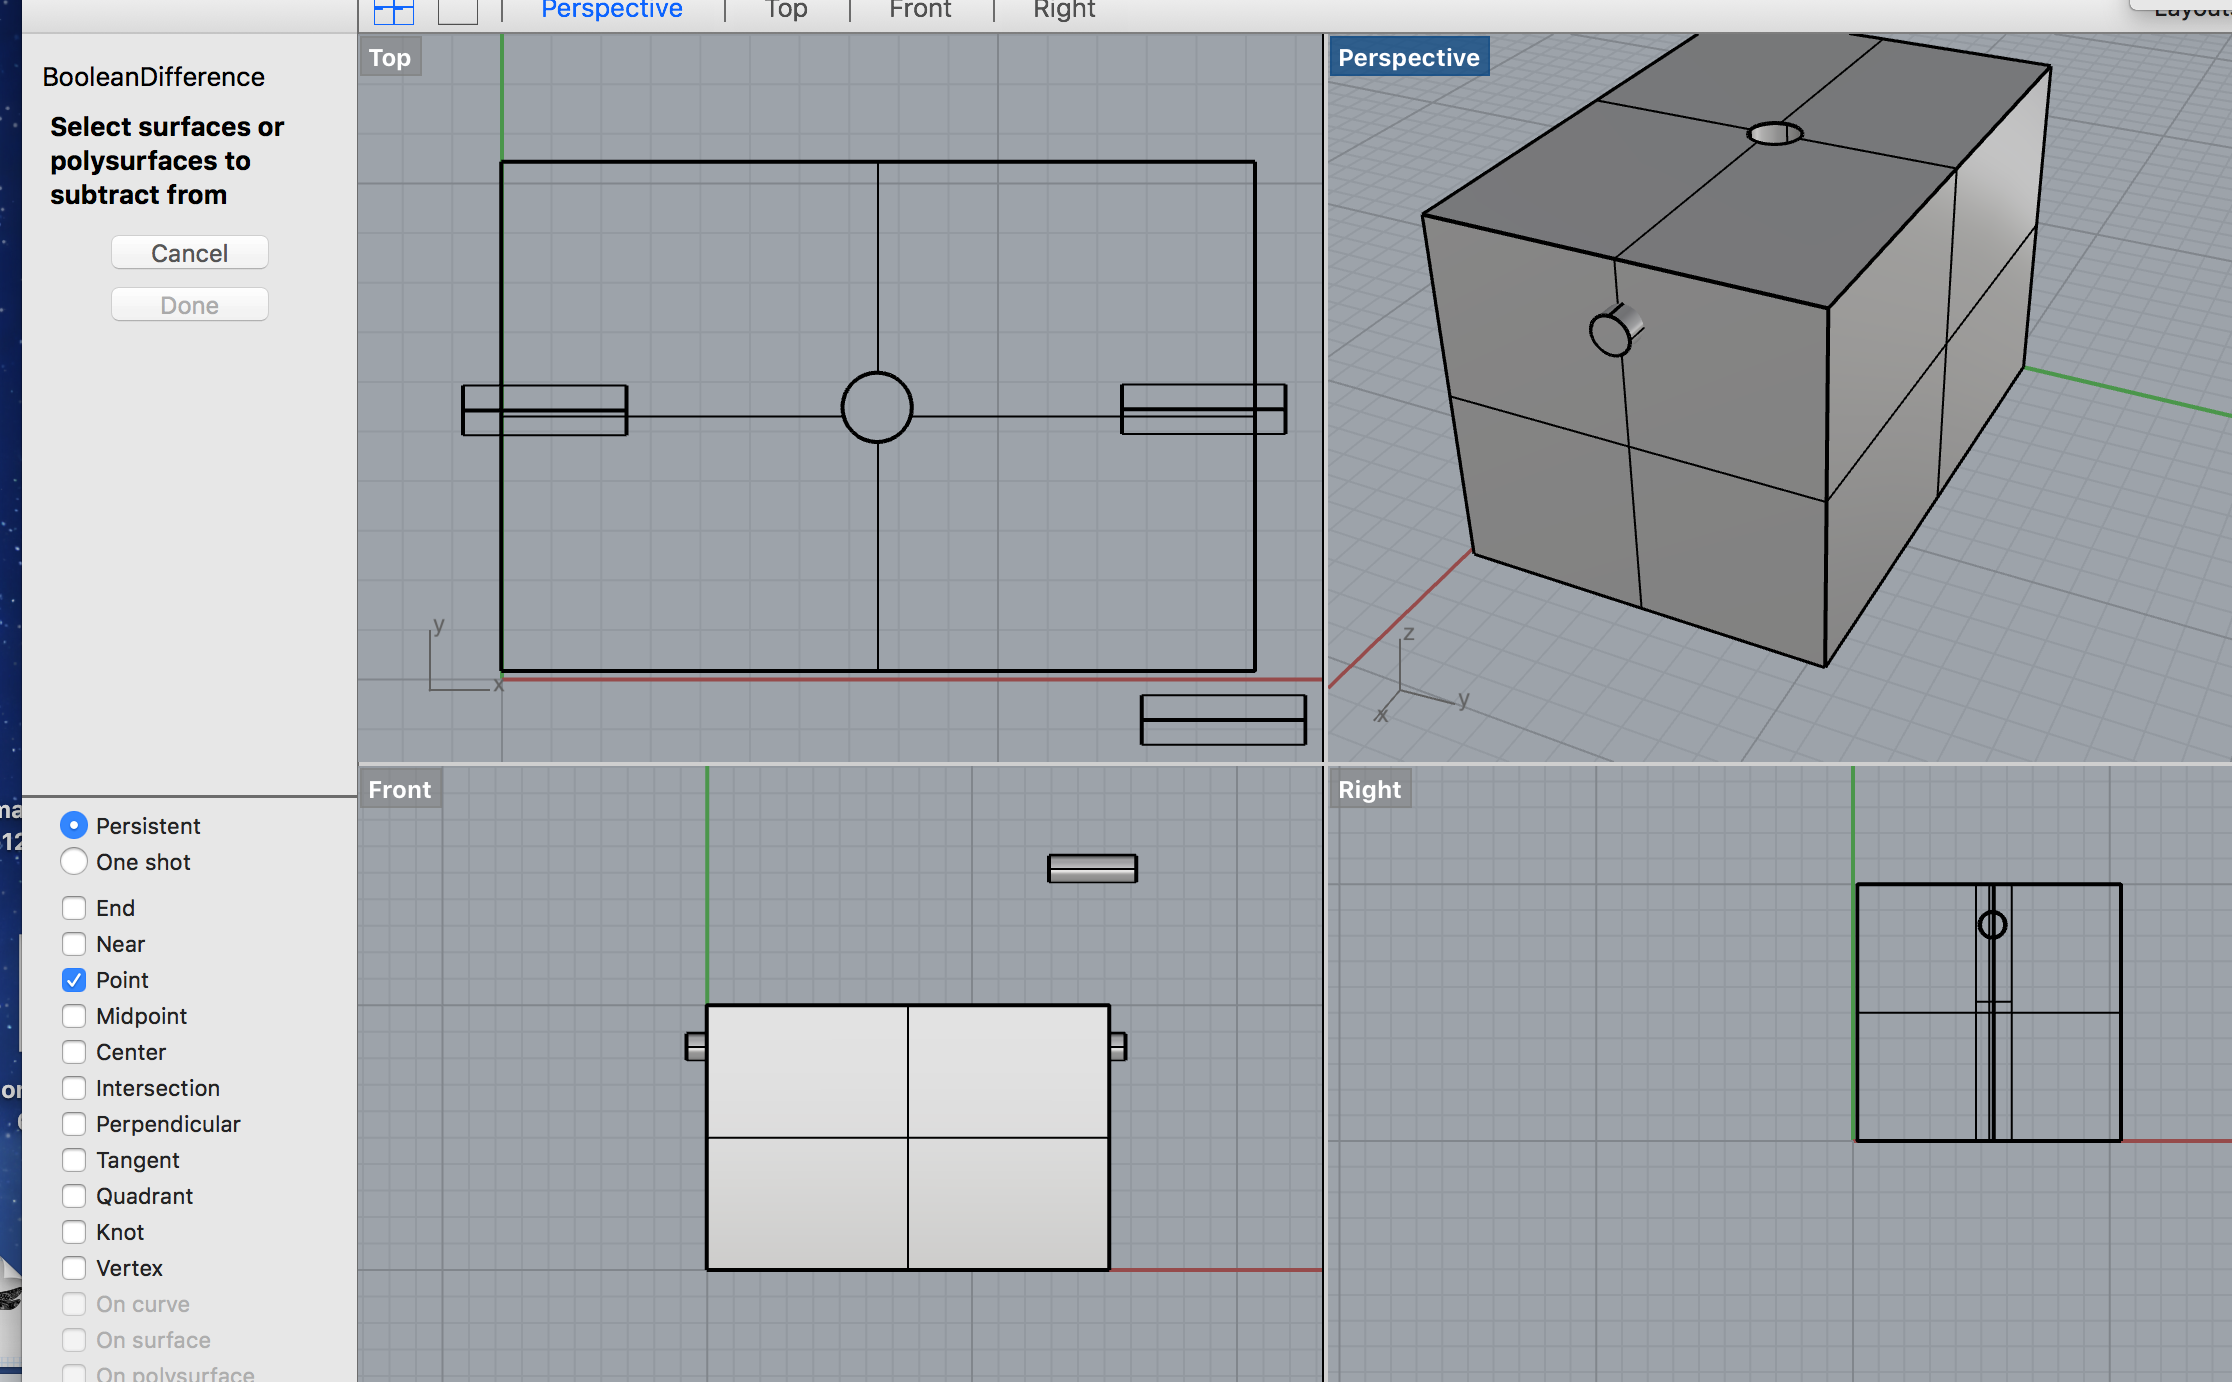 Perspective
Top
Front
Right
BooleanDifference
Select surfaces or
polysurfaces to
subtract from
Cancel
Done
Top
y
x
Perspective
z
y
x
Front
Right
Persistent
One shot
End
Near
Point
Midpoint
Center
Intersection
Perpendicular
Tangent
Quadrant
Knot
Vertex
On curve
On surface
On polysurface